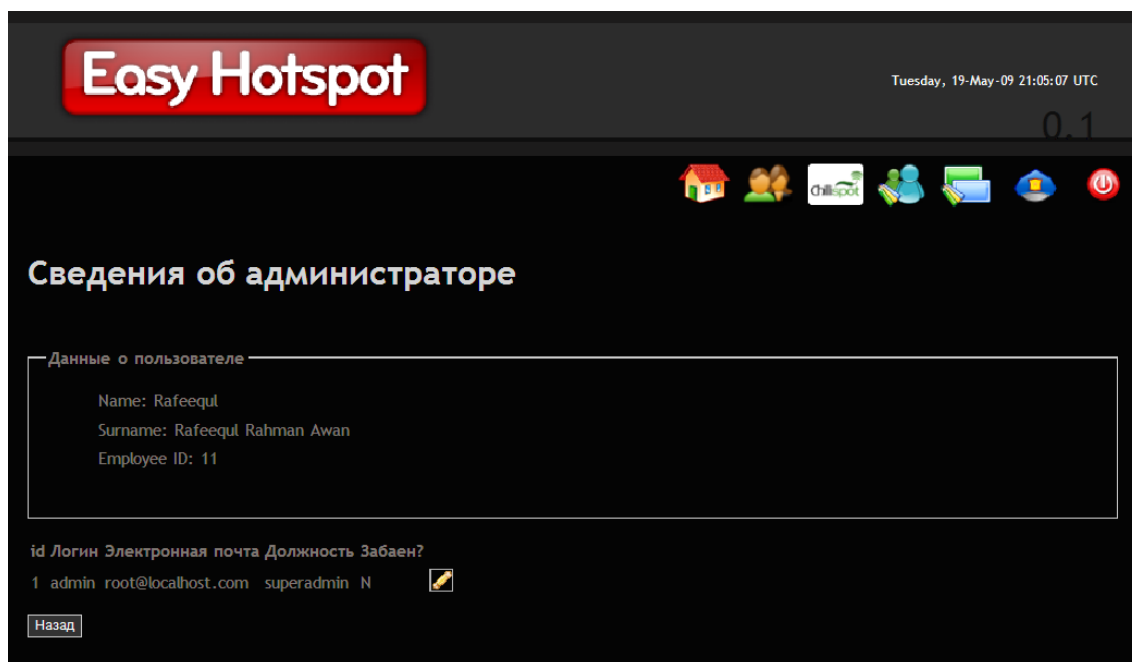 Easy Hotspot
Tuesday, 19-May-09 21:05:07 UTC
0.1
Chillispot
Сведения об администраторе
Данные о пользователе
Name: Rafeequl
Surname: Rafeequl Rahman Awan
Employee ID: 11
id Логин Электронная почта Должность Забаен?
1 admin root@localhost.com superadmin N
Назад